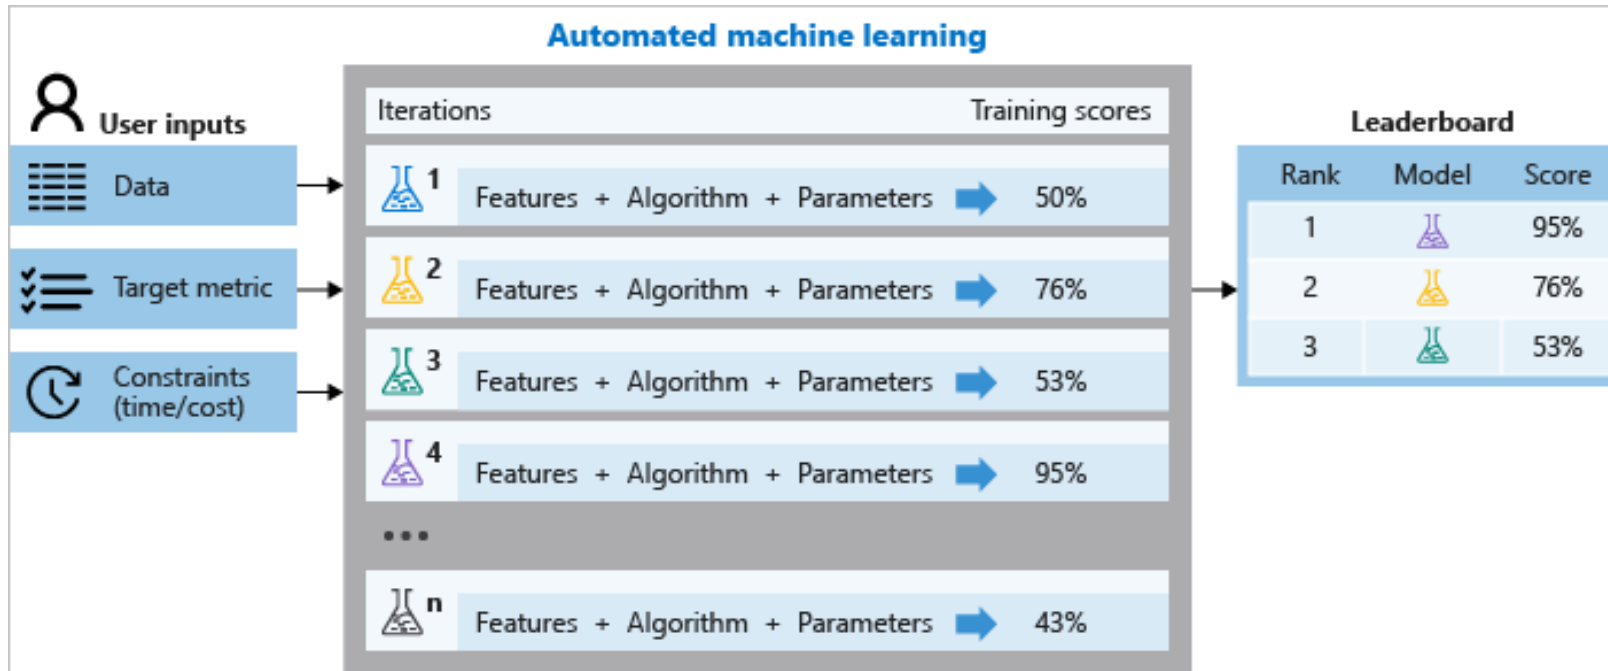 Automated machine learning
User inputs
Data
Target metric
Constraints
(time/cost)
Iterations Training scores
1 Features + Algorithm + Parameters 50%
2 Features + Algorithm + Parameters 76%
3 Features + Algorithm + Parameters 53%
4 Features + Algorithm + Parameters 95%
...
n Features + Algorithm + Parameters 43%
Leaderboard
Rank Model Score
1 95%
2 76%
3 53%